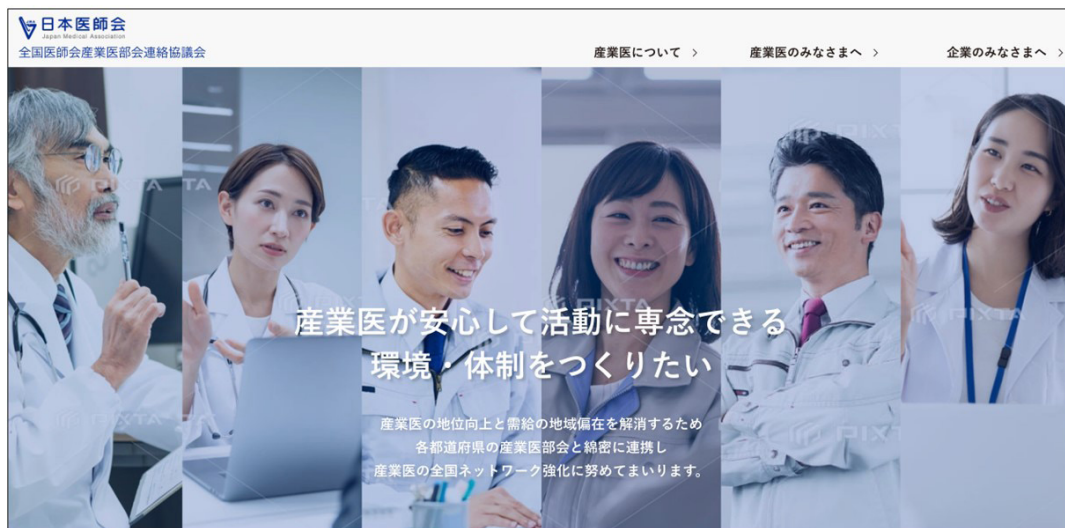 日本医師会
Japan Medical Association
全国医師会産業医部会連絡協議会
産業医について >
産業医のみなさまへ >
企業のみなさまへ >
産業医が安心して活動に専念できる
環境・体制をつくりたい
産業医の地位向上と需給の地域偏在を解消するため
各都道府県の産業医部会と綿密に連携し
産業医の全国ネットワーク強化に努めてまいります。
PIXTA
PIXTA
PIXTA
PIXTA